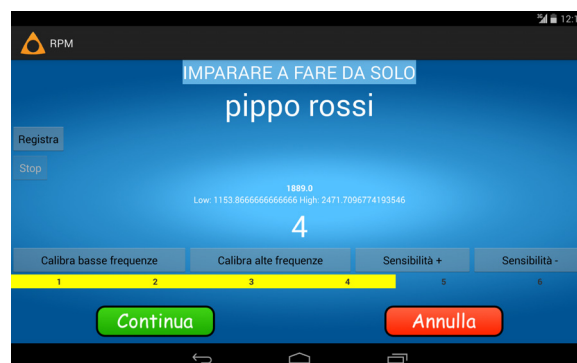 3G 12:1
RPM
IMPARARE A FARE DA SOLO
pippo rossi
Registra
Stop
1889.0
Low: 1153.8666666666666 High: 2471.7096774193546
4
Calibra basse frequenze Calibra alte frequenze Sensibilità + Sensibilità -
1 2 3 4 5 6
Continua Annulla